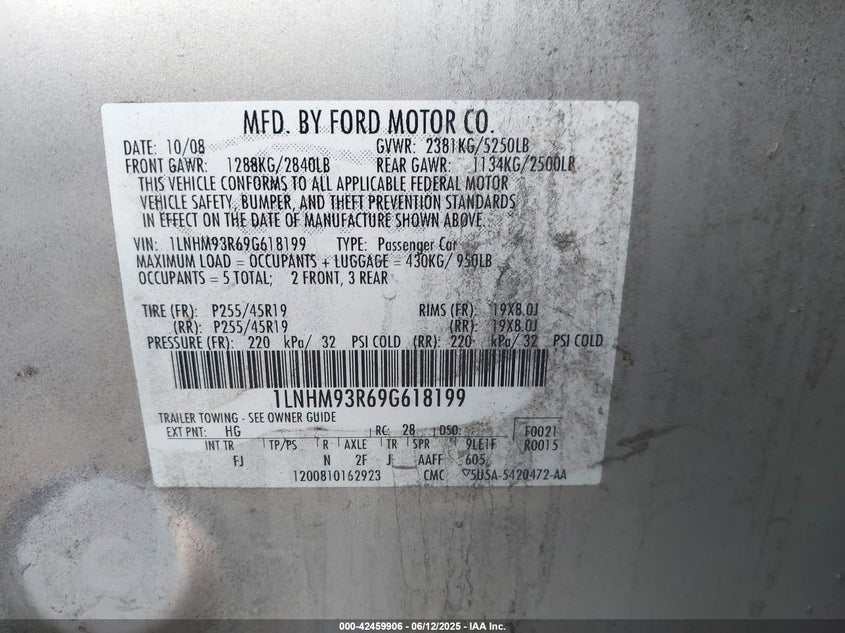 MFD. BY FORD MOTOR CO.
DATE: 10/08 GVWR: 2381KG/5250LB
FRONT GAWR: 1288KG/2840LB REAR GAWR: 1134KG/2500LB
THIS VEHICLE CONFORMS TO ALL APPLICABLE FEDERAL MOTOR
VEHICLE SAFETY, BUMPER, AND THEFT PREVENTION STANDARDS
IN EFFECT ON THE DATE OF MANUFACTURE SHOWN ABOVE.
VIN: 1LNHM93R69G618199 TYPE: Passenger Car
MAXIMUM LOAD = OCCUPANTS + LUGGAGE = 430KG/ 950LB
OCCUPANTS = 5 TOTAL; 2 FRONT, 3 REAR
TIRE (FR): P255/45R19 RIMS (FR): 19X8.0J
(RR): P255/45R19 (RR): 19X8.0J
PRESSURE (FR): 220 kPa/ 32 PSI COLD (RR): 220 kPa/ 32 PSI COLD
1LNHM93R69G618199
TRAILER TOWING - SEE OWNER GUIDE
EXT PNT: HG RC: 28 DSO: F0021
INT TR TP/PS R AXLE TR SPR 9LE1F R0015
FJ N 2F J AAFF 605
1200810162923 CMC ▽5U5A-5420472-AA
000-42459906 - 06/12/2025 - IAA Inc.